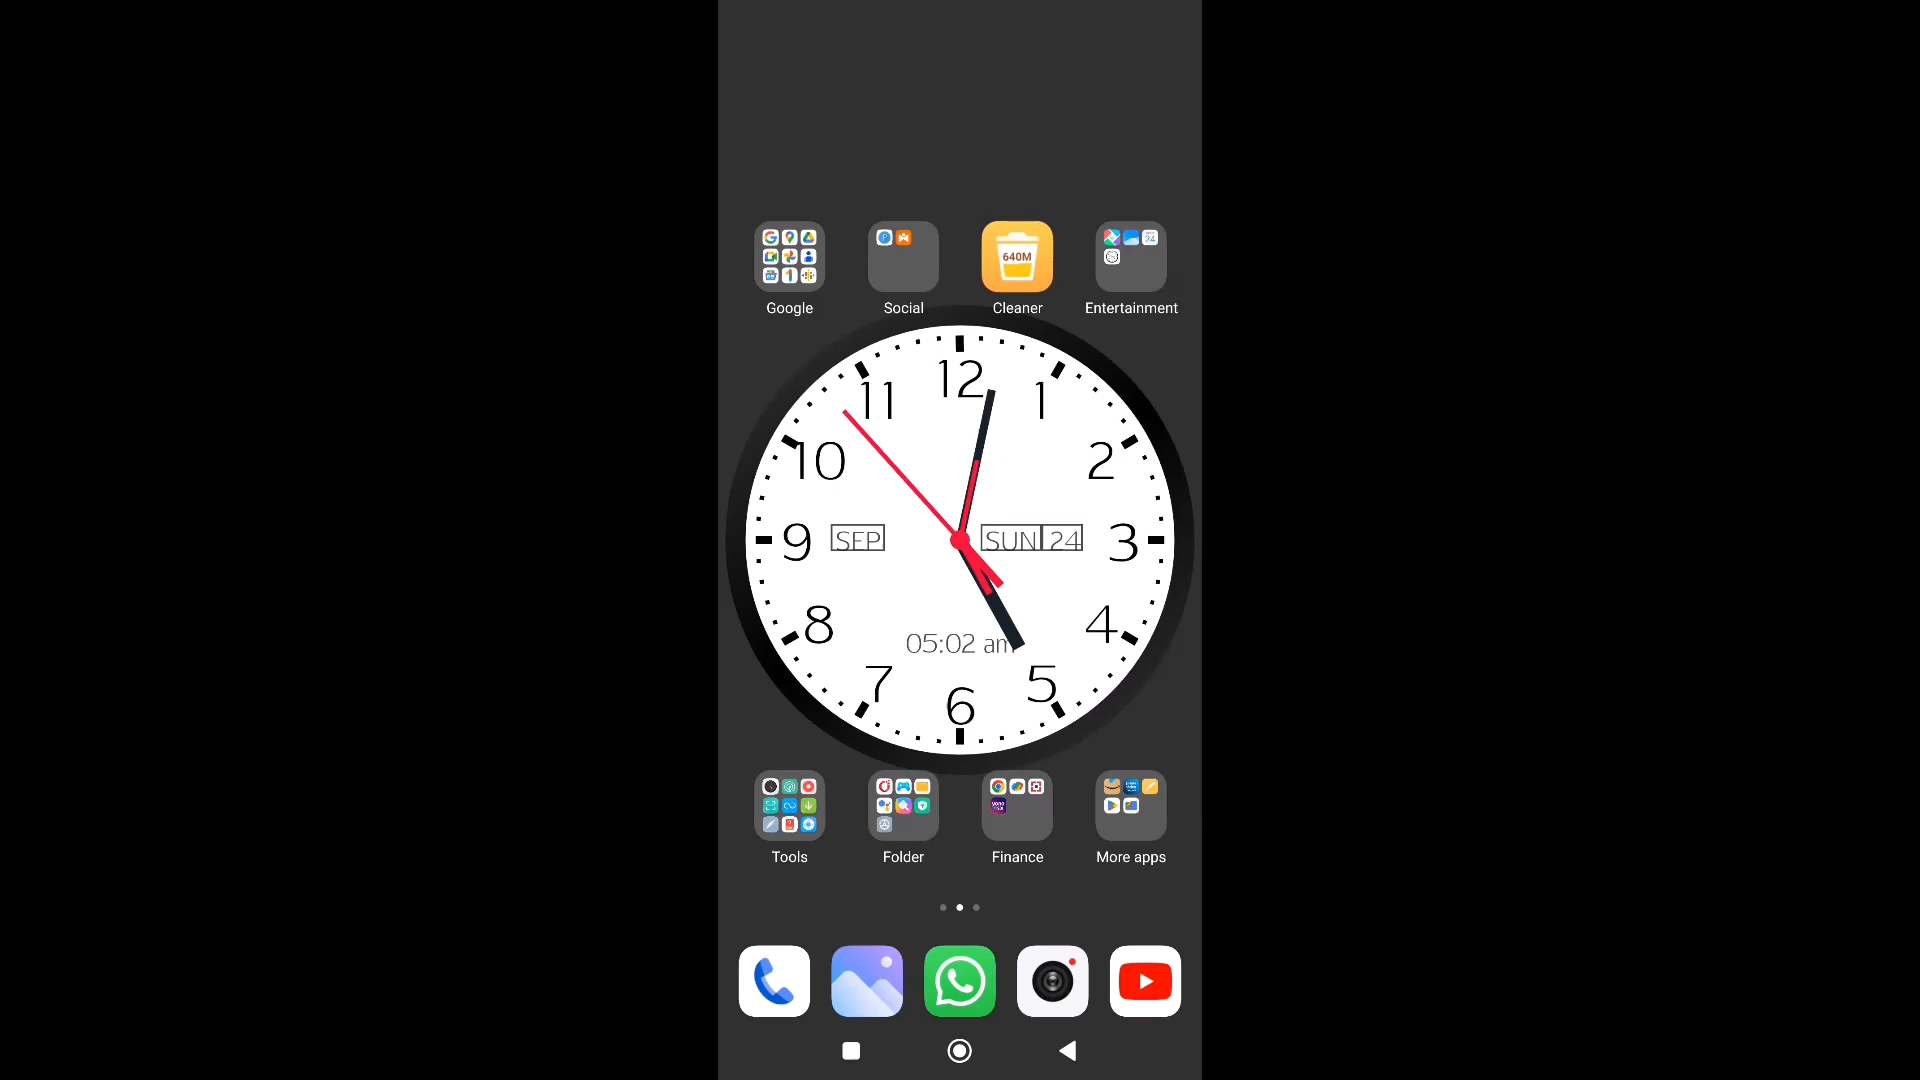 640M
24
Google
Social
Cleaner
Entertainment
12
11
1
10
2
9
SEP
SUN
24
3
8
4
05:02 am
7
5
6
Tools
Folder
Finance
More apps